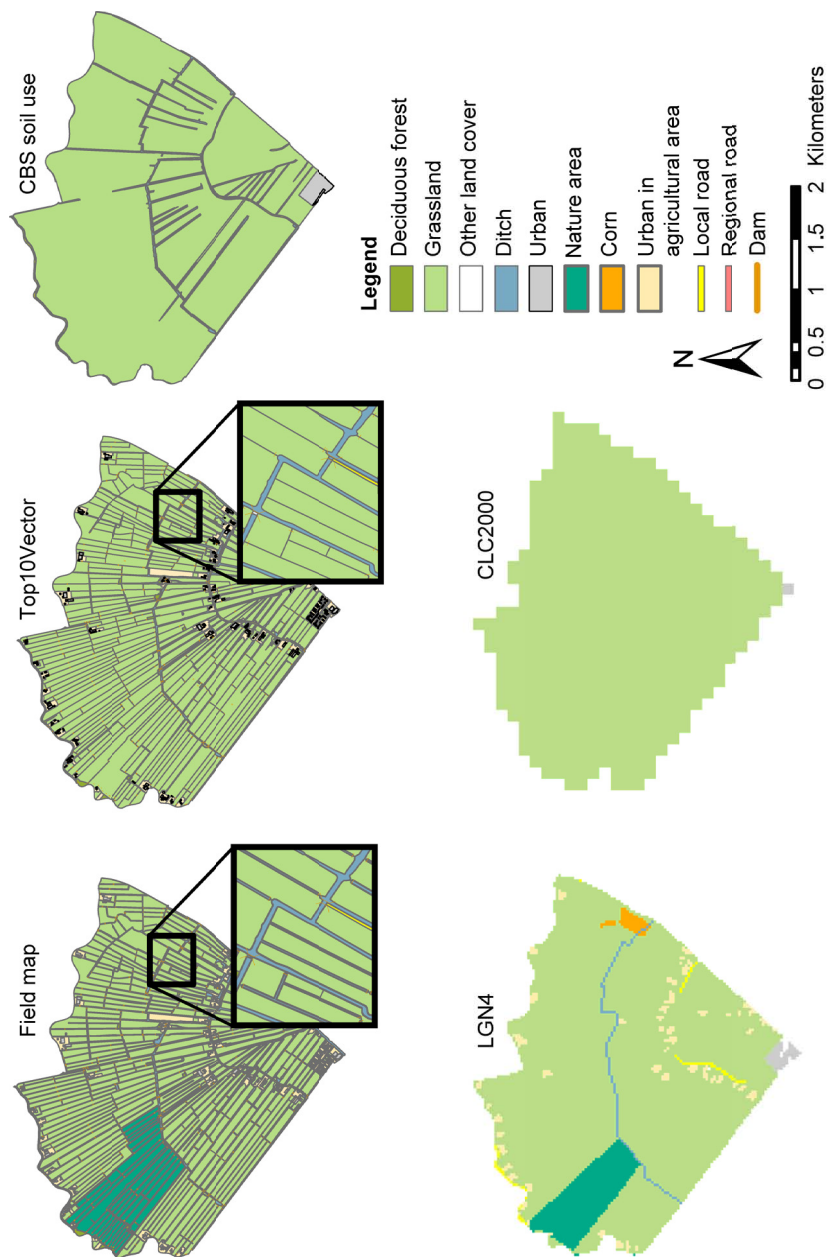 Field map
Top10Vector
CBS soil use
LGN4
CLC2000
Legend
Deciduous forest
Grassland
Other land cover
Ditch
Urban
Nature area
Corn
Urban in
agricultural area
Local road
Regional road
Dam
N
0 0.5 1 1.5 2
Kilometers